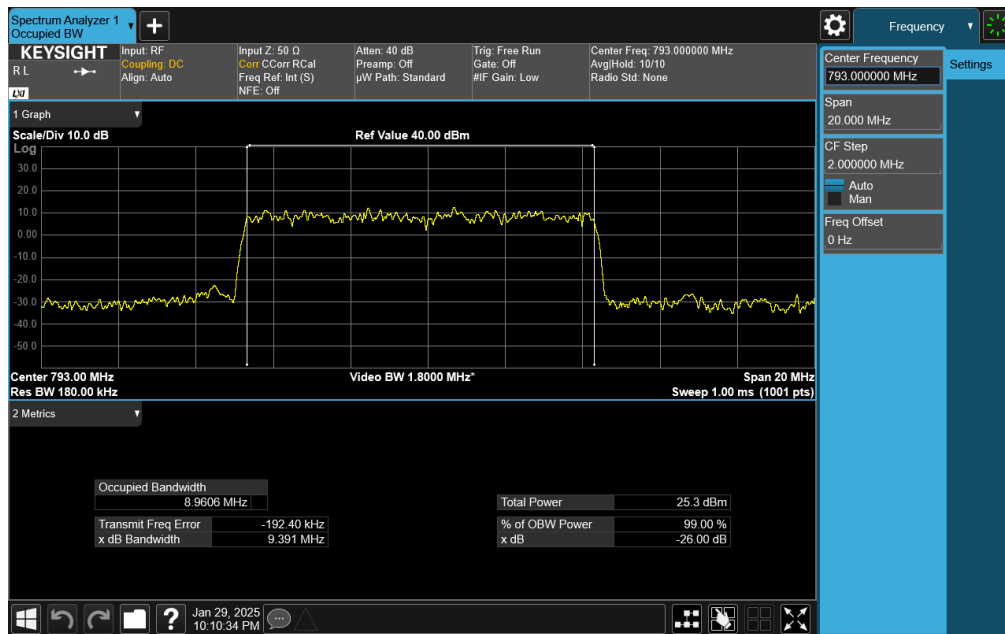 Spectrum Analyzer 1
Occupied BW
Frequency
KEYSIGHT
R L
LXI
Input: RF
Coupling: DC
Align: Auto
Input Z: 50 Ω
Corr CCorr RCal
Freq Ref: Int (S)
NFE: Off
Atten: 40 dB
Preamp: Off
µW Path: Standard
Trig: Free Run
Gate: Off
#IF Gain: Low
Center Freq: 793.000000 MHz
Avg|Hold: 10/10
Radio Std: None
Center Frequency
793.000000 MHz
Settings
Span
20.000 MHz
CF Step
2.000000 MHz
Auto
Man
Freq Offset
0 Hz
1 Graph
Scale/Div 10.0 dB
Ref Value 40.00 dBm
Log
30.0
20.0
10.0
0.00
-10.0
-20.0
-30.0
-40.0
-50.0
Center 793.00 MHz
Video BW 1.8000 MHz*
Span 20 MHz
Res BW 180.00 kHz
Sweep 1.00 ms (1001 pts)
2 Metrics
Occupied Bandwidth
8.9606 MHz
Transmit Freq Error -192.40 kHz
x dB Bandwidth 9.391 MHz
Total Power 25.3 dBm
% of OBW Power 99.00 %
x dB -26.00 dB
Jan 29, 2025
10:10:34 PM